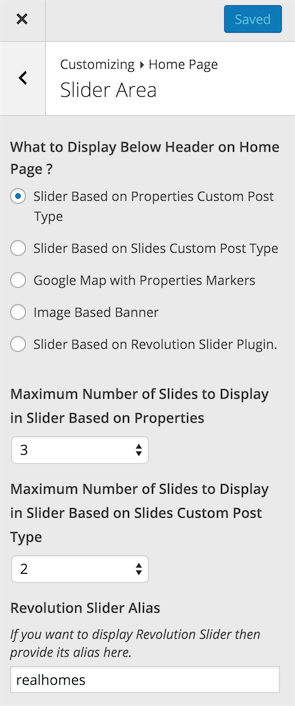 Saved
Customizing ▸ Home Page
Slider Area
What to Display Below Header on Home
Page ?
Slider Based on Properties Custom Post
Type
Slider Based on Slides Custom Post Type
Google Map with Properties Markers
Image Based Banner
Slider Based on Revolution Slider Plugin.
Maximum Number of Slides to Display
in Slider Based on Properties
3
Maximum Number of Slides to Display
in Slider Based on Slides Custom Post
Type
2
Revolution Slider Alias
If you want to display Revolution Slider then
provide its alias here.
realhomes